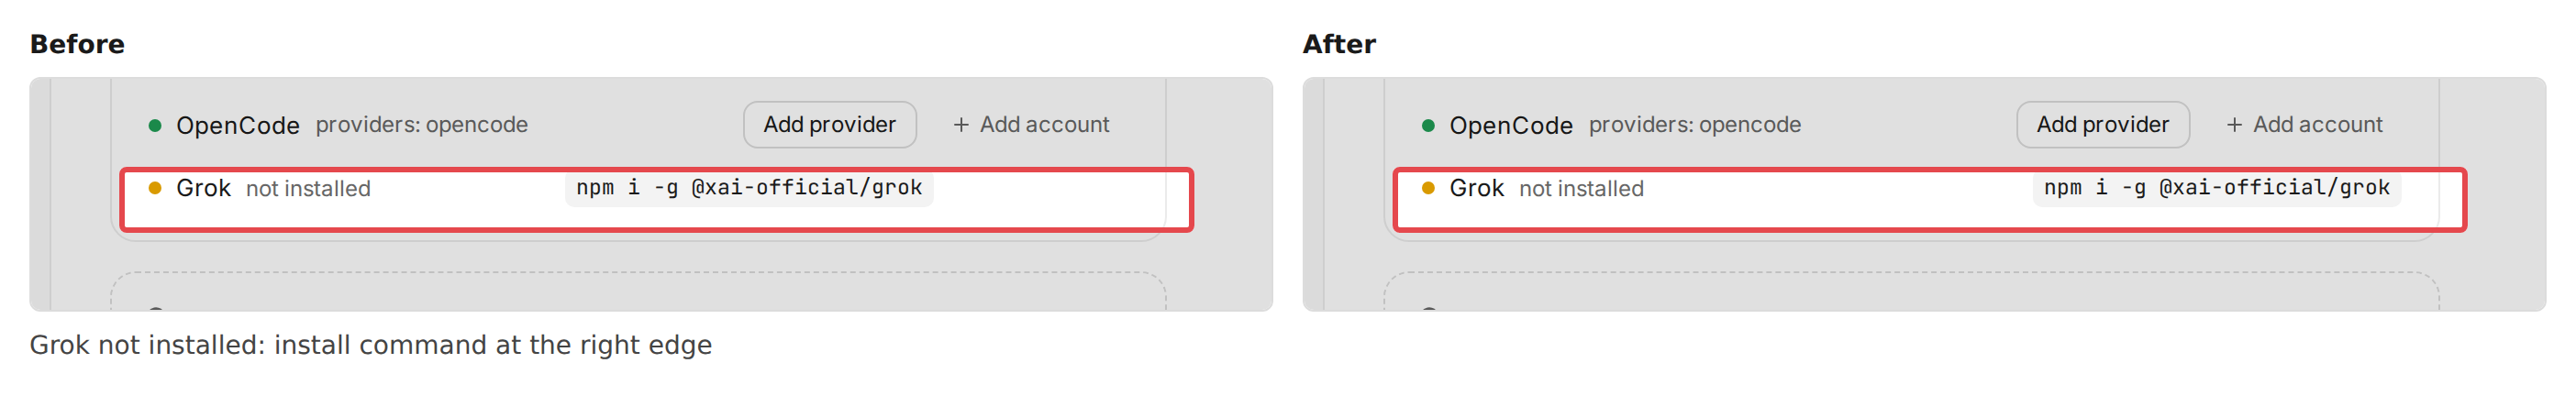 Before
OpenCode providers: opencode Add provider + Add account
Grok not installed npm i -g @xai-official/grok
After
OpenCode providers: opencode Add provider + Add account
Grok not installed npm i -g @xai-official/grok
Grok not installed: install command at the right edge